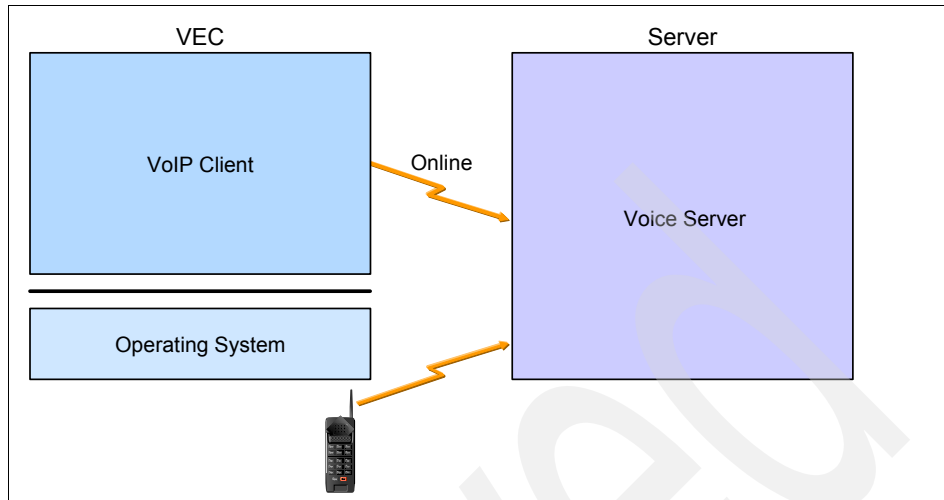 VEC
Server
VoIP Client
Online
Voice Server
Operating System